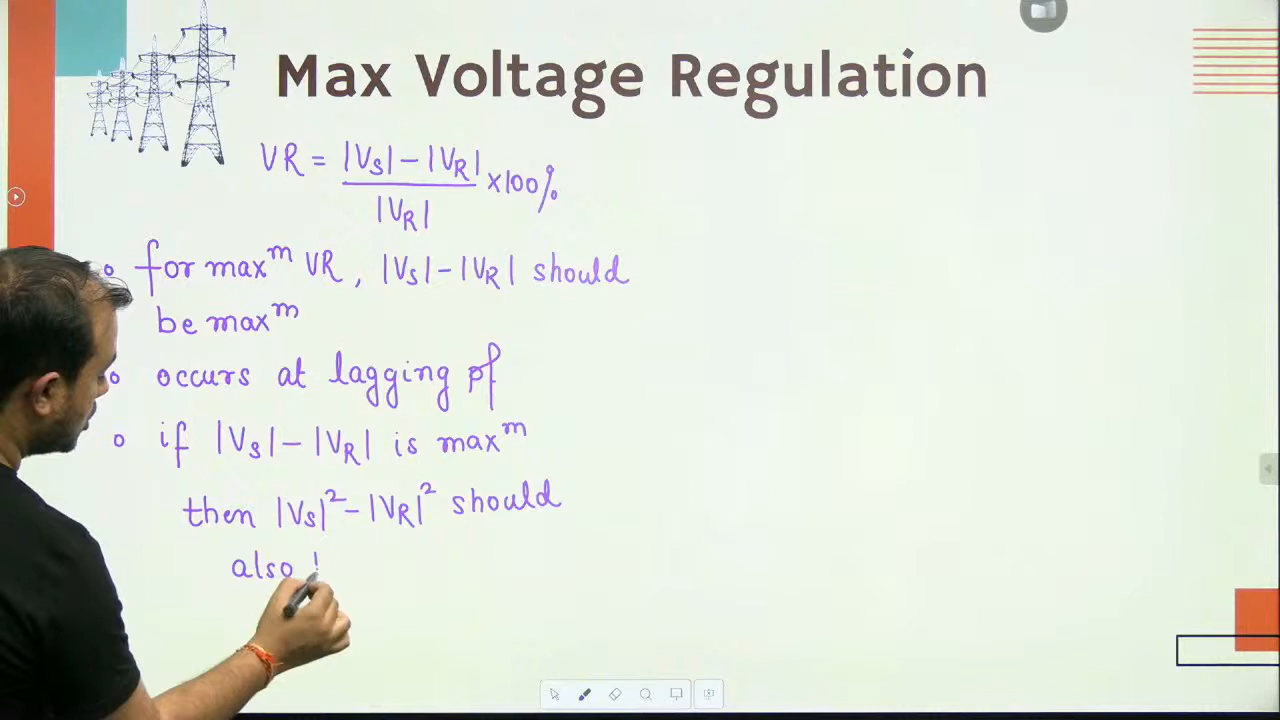 Max Voltage Regulation
VR = |VS| - |VR| / |VR| ×100%
for max^m VR, |VS| - |VR| should
be max^m
occurs at lagging pf
if |VS| - |VR| is max^m
then |VS|^2 - |VR|^2 should
also